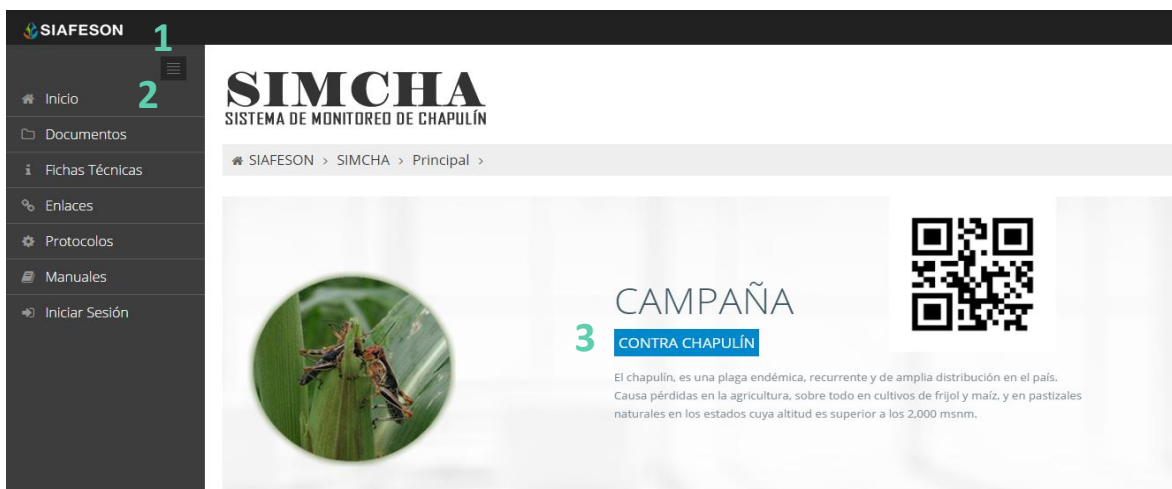 SIAFESON
1
2
Inicio
Documentos
Fichas Técnicas
Enlaces
Protocolos
Manuales
Iniciar Sesión
SIMCHA
SISTEMA DE MONITOREO DE CHAPULÍN
SIAFESON > SIMCHA > Principal >
CAMPAÑA
3
CONTRA CHAPULÍN
El chapulín, es una plaga endémica, recurrente y de amplia distribución en el país.
Causa pérdidas en la agricultura, sobre todo en cultivos de frijol y maíz, y en pastizales
naturales en los estados cuya altitud es superior a los 2,000 msnm.